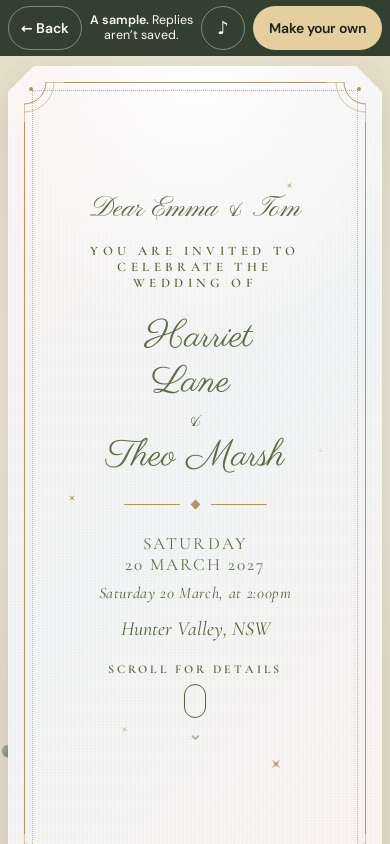 ← Back
A sample. Replies
aren’t saved.
♪
Make your own
Dear Emma & Tom
YOU ARE INVITED TO
CELEBRATE THE
WEDDING OF
Harriet
Lane
&
Theo Marsh
SATURDAY
20 MARCH 2027
Saturday 20 March, at 2:00pm
Hunter Valley, NSW
SCROLL FOR DETAILS